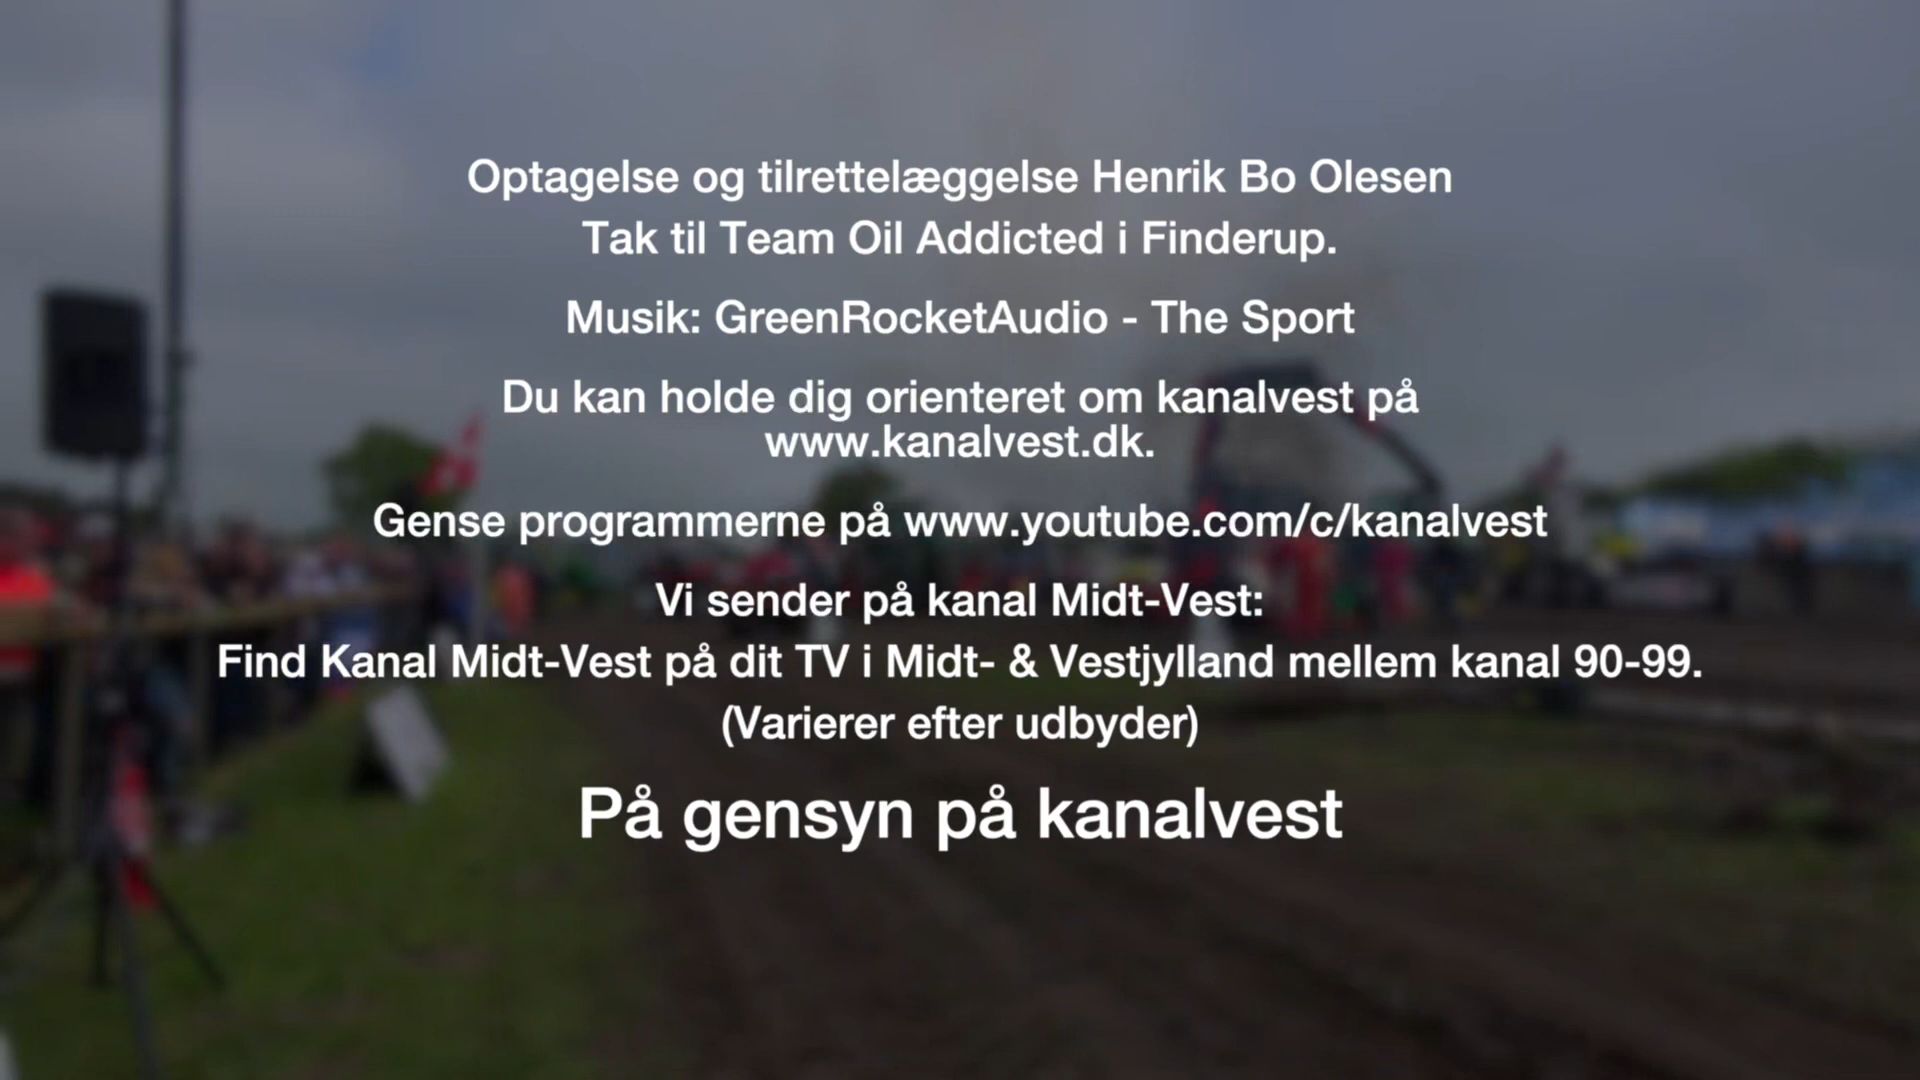 Optagelse og tilrettelæggelse Henrik Bo Olesen
Tak til Team Oil Addicted i Finderup.
Musik: GreenRocketAudio - The Sport
Du kan holde dig orienteret om kanalvest på
www.kanalvest.dk.
Gense programmerne på www.youtube.com/c/kanalvest
Vi sender på kanal Midt-Vest:
Find Kanal Midt-Vest på dit TV i Midt- & Vestjylland mellem kanal 90-99.
(Varierer efter udbyder)
På gensyn på kanalvest